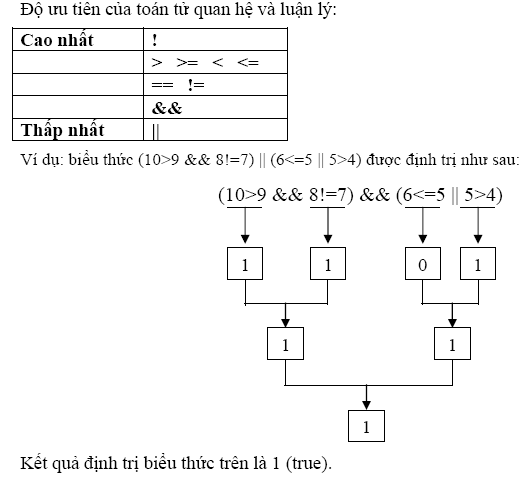 Độ ưu tiên của toán tử quan hệ và luận lý:
Cao nhất !
> >= < <=
== !=
&&
Thấp nhất ||
Ví dụ: biểu thức (10>9 && 8!=7) || (6<=5 || 5>4) được định trị như sau:
(10>9 && 8!=7) && (6<=5 || 5>4)
1 1 0 1
1 1
1
Kết quả định trị biểu thức trên là 1 (true).